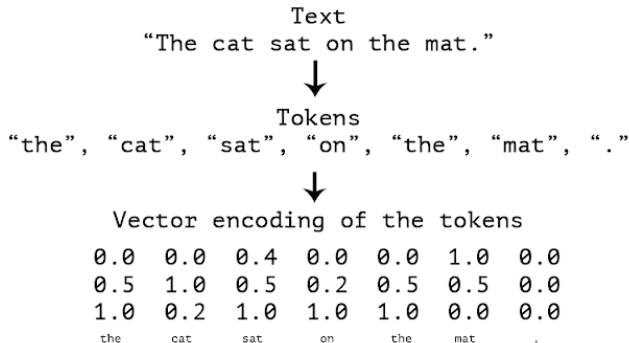 Text
“The cat sat on the mat.”
Tokens
“the”, “cat”, “sat”, “on”, “the”, “mat”, “.”
Vector encoding of the tokens
0.0 0.0 0.4 0.0 0.0 1.0 0.0
0.5 1.0 0.5 0.2 0.5 0.5 0.0
1.0 0.2 1.0 1.0 1.0 0.0 0.0
the cat sat on the mat .